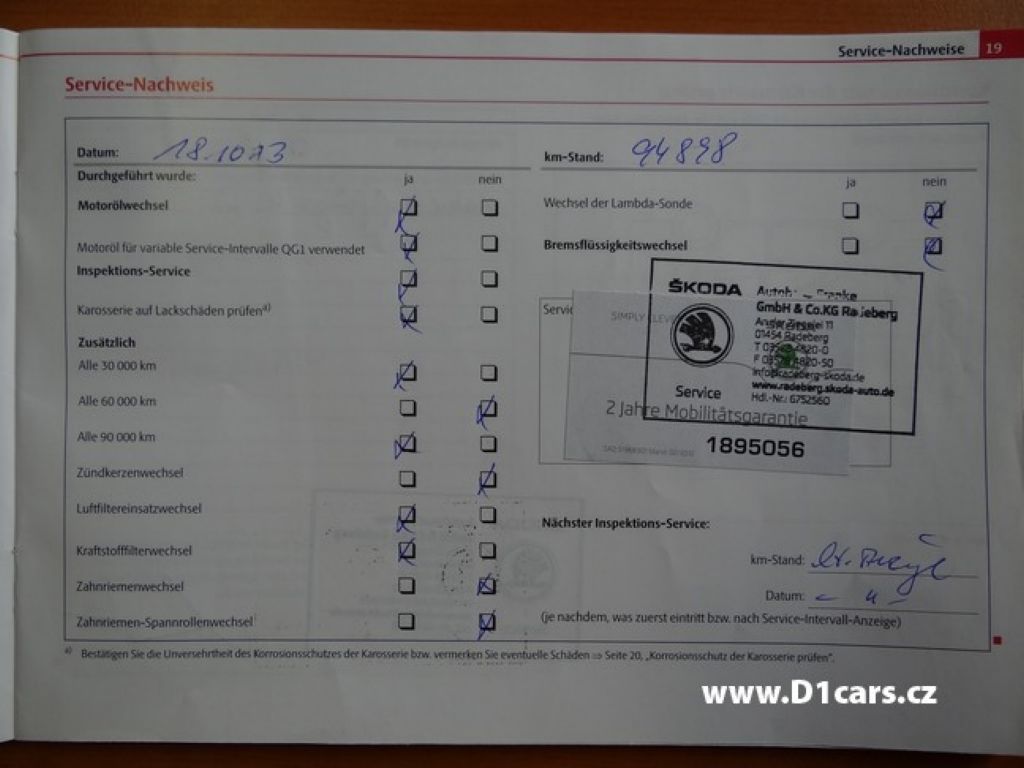 Service-Nachweise 19
Service-Nachweis
Datum: 18.10.13
km-Stand: 94898
Durchgeführt wurde: ja nein
Motorölwechsel
Motoröl für variable Service-Intervalle QG1 verwendet
Inspektions-Service
Karosserie auf Lackschäden prüfen a)
Zusätzlich
Alle 30 000 km
Alle 60 000 km
Alle 90 000 km
Zündkerzenwechsel
Luftfiltereinsatzwechsel
Kraftstofffilterwechsel
Zahnriemenwechsel
Zahnriemen-Spannrollenwechsel
ja nein
Wechsel der Lambda-Sonde
Bremsflüssigkeitswechsel
SIMPLY CLEVER
ŠKODA
Service
GmbH & Co.KG Radeberg
01454 Radeberg
info@radeberg-skoda.de
www.radeberg.skoda-auto.de
Hdl.-Nr.: 6752560
2 Jahre Mobilitätsgarantie
1895056
Nächster Inspektions-Service:
km-Stand:
Datum: - " -
(je nachdem, was zuerst eintritt bzw. nach Service-Intervall-Anzeige)
a) Bestätigen Sie die Unversehrtheit des Korrosionsschutzes der Karosserie bzw. vermerken Sie eventuelle Schäden ⇒ Seite 20, „Korrosionsschutz der Karosserie prüfen“.
www.D1cars.cz